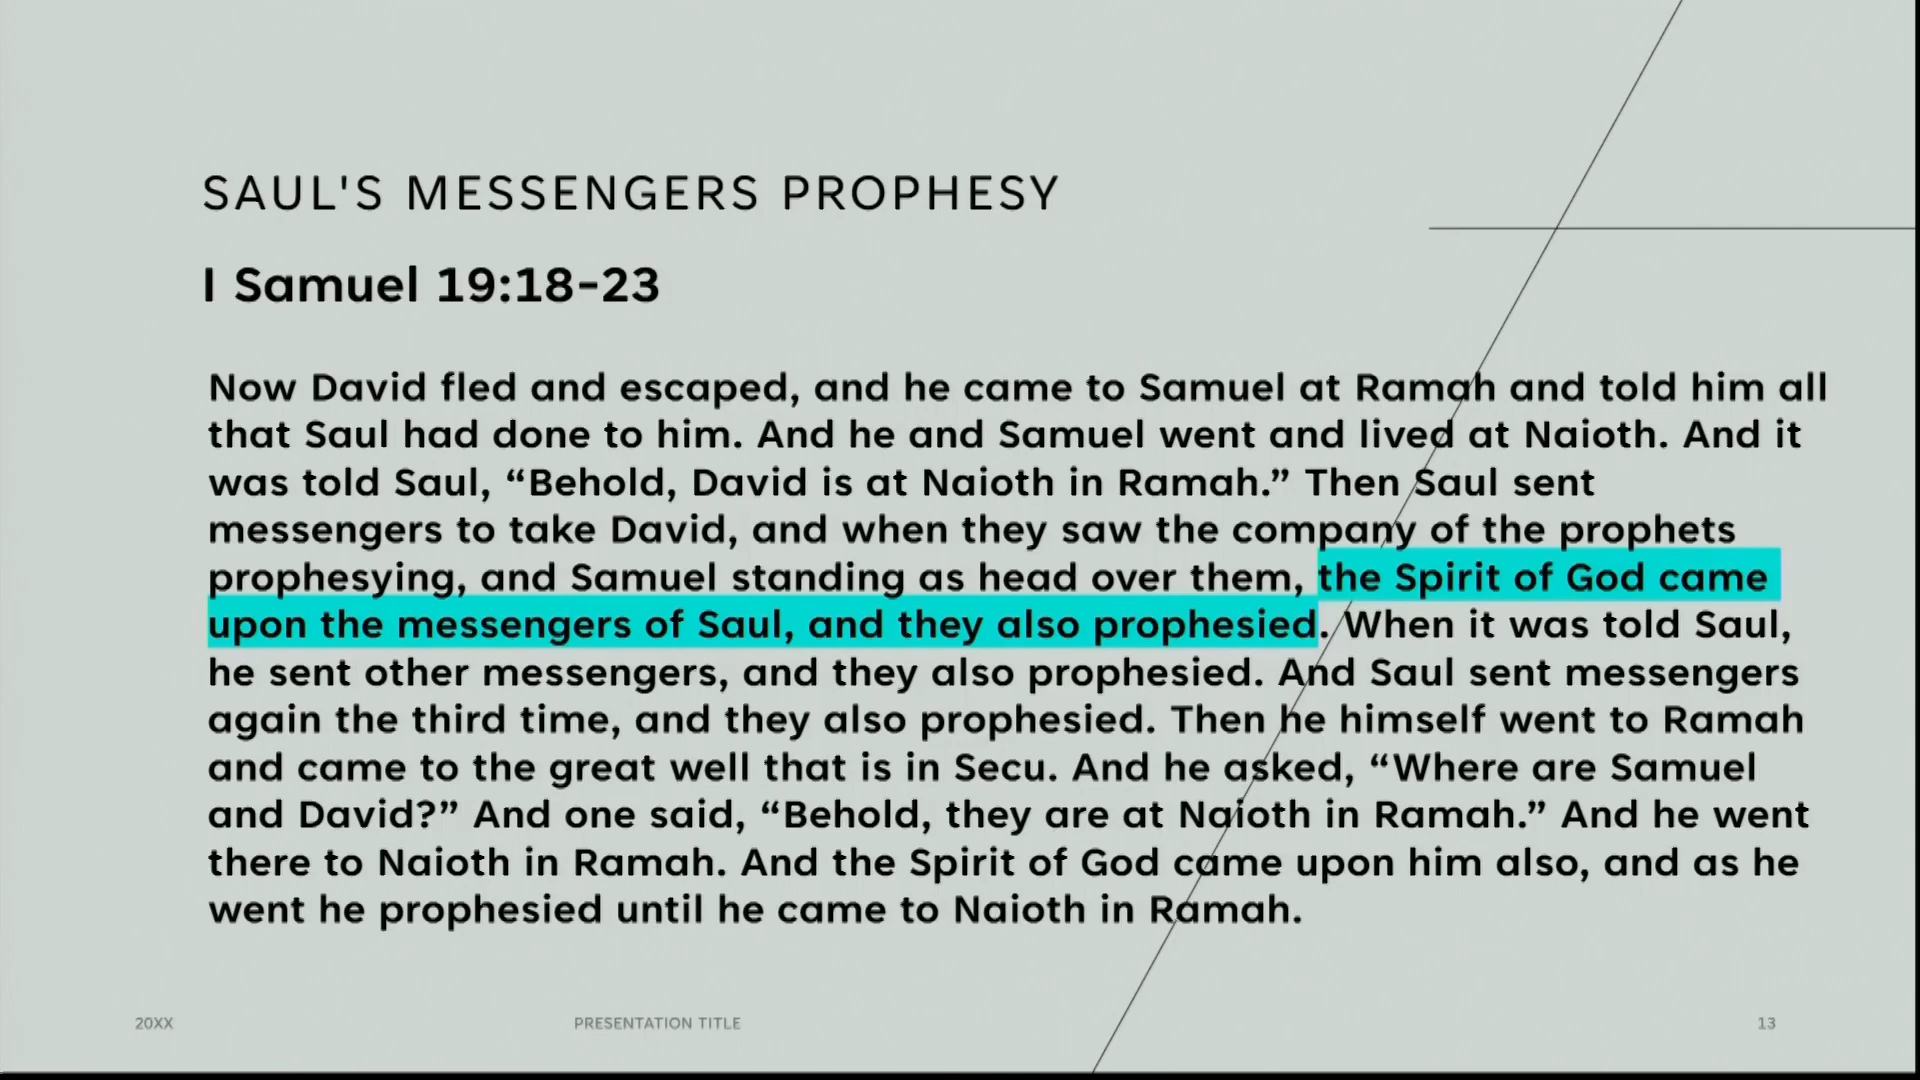 SAUL'S MESSENGERS PROPHESY
I Samuel 19:18-23
Now David fled and escaped, and he came to Samuel at Ramah and told him all
that Saul had done to him. And he and Samuel went and lived at Naioth. And it
was told Saul, “Behold, David is at Naioth in Ramah.” Then Saul sent
messengers to take David, and when they saw the company of the prophets
prophesying, and Samuel standing as head over them, the Spirit of God came
upon the messengers of Saul, and they also prophesied. When it was told Saul,
he sent other messengers, and they also prophesied. And Saul sent messengers
again the third time, and they also prophesied. Then he himself went to Ramah
and came to the great well that is in Secu. And he asked, “Where are Samuel
and David?” And one said, “Behold, they are at Naioth in Ramah.” And he went
there to Naioth in Ramah. And the Spirit of God came upon him also, and as he
went he prophesied until he came to Naioth in Ramah.
20XX
PRESENTATION TITLE
13